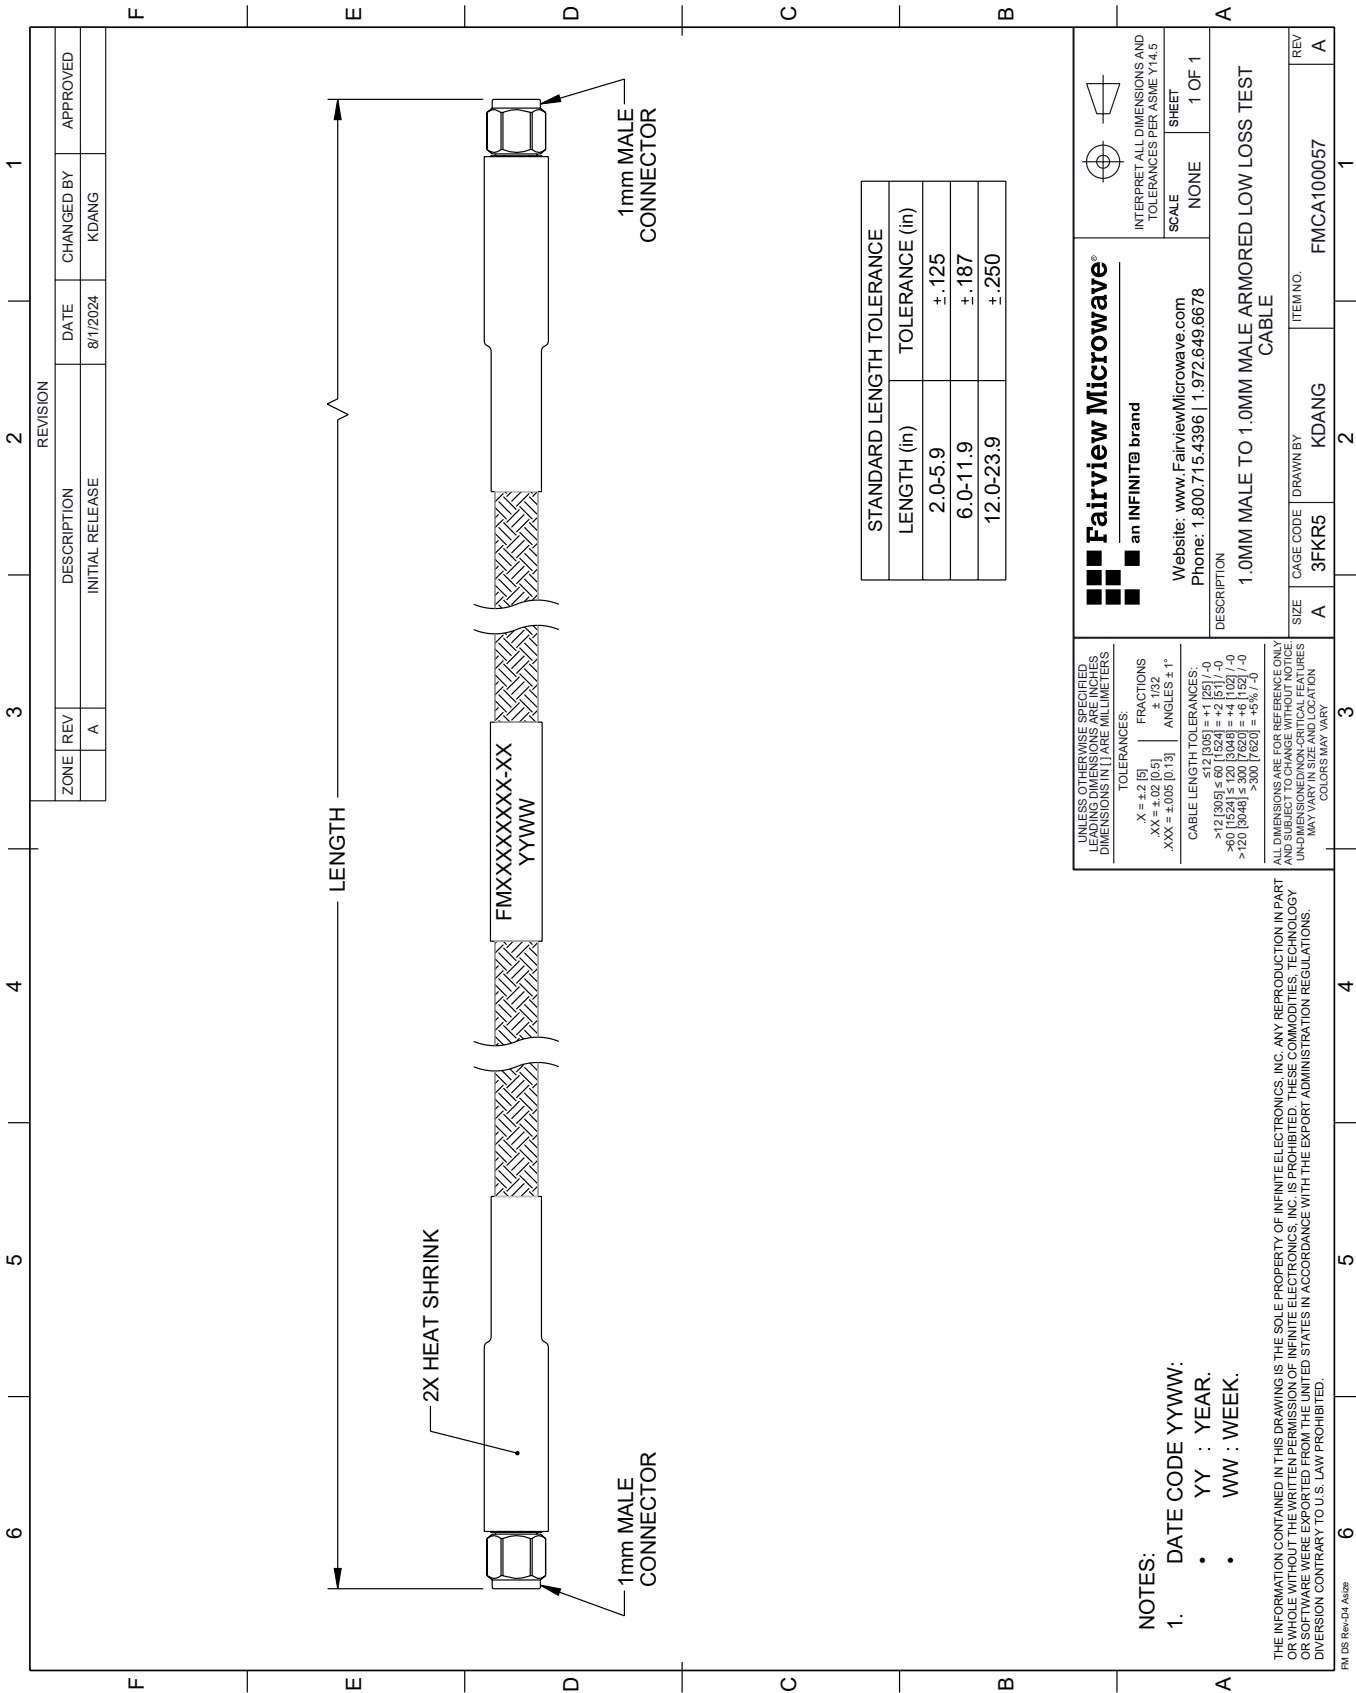 6 5 4 3 2 1
F
E
D
C
B
A
REVISION
ZONE REV DESCRIPTION DATE CHANGED BY APPROVED
A INITIAL RELEASE 8/1/2024 KDANG
LENGTH
2X HEAT SHRINK
FMXXXXXXXX-XX
YYWW
1mm MALE
CONNECTOR
1mm MALE
CONNECTOR
STANDARD LENGTH TOLERANCE
LENGTH (in) TOLERANCE (in)
2.0-5.9 ±.125
6.0-11.9 ±.187
12.0-23.9 ±.250
NOTES:
1. DATE CODE YYWW:
• YY : YEAR.
• WW : WEEK.
THE INFORMATION CONTAINED IN THIS DRAWING IS THE SOLE PROPERTY OF INFINITE ELECTRONICS, INC. ANY REPRODUCTION IN PART
OR WHOLE WITHOUT THE WRITTEN PERMISSION OF INFINITE ELECTRONICS, INC. IS PROHIBITED. THESE COMMODITIES, TECHNOLOGY
OR SOFTWARE WERE EXPORTED FROM THE UNITED STATES IN ACCORDANCE WITH THE EXPORT ADMINISTRATION REGULATIONS.
DIVERSION CONTRARY TO U.S. LAW PROHIBITED.
UNLESS OTHERWISE SPECIFIED
LEADING DIMENSIONS ARE INCHES
DIMENSIONS IN [ ] ARE MILLIMETERS
TOLERANCES:
.X = ±.2 [5] FRACTIONS
.XX = ±.02 [0.5] ± 1/32
.XXX = ±.005 [0.13] ANGLES ± 1°
CABLE LENGTH TOLERANCES:
≤12 [305] = +1 [25] / -0
>12 [305] ≤ 60 [1524] = +2 [51] / -0
>60 [1524] ≤ 120 [3048] = +4 [102] / -0
>120 [3048] ≤ 300 [7620] = +6 [152] / -0
>300 [7620] = +5% / -0
ALL DIMENSIONS ARE FOR REFERENCE ONLY
AND SUBJECT TO CHANGE WITHOUT NOTICE.
UN-DIMENSIONED/NON-CRITICAL FEATURES
MAY VARY IN SIZE AND LOCATION
COLORS MAY VARY
Fairview Microwave®
an INFINIT® brand
Website: www.FairviewMicrowave.com
Phone: 1.800.715.4396 | 1.972.649.6678
INTERPRET ALL DIMENSIONS AND
TOLERANCES PER ASME Y14.5
SCALE SHEET
NONE 1 OF 1
DESCRIPTION
1.0MM MALE TO 1.0MM MALE ARMORED LOW LOSS TEST
CABLE
SIZE CAGE CODE DRAWN BY ITEM NO. REV
A 3FKR5 KDANG FMCA100057 A
F
E
D
C
B
A
6 5 4 3 2 1
FM DS Rev-D4 Asize